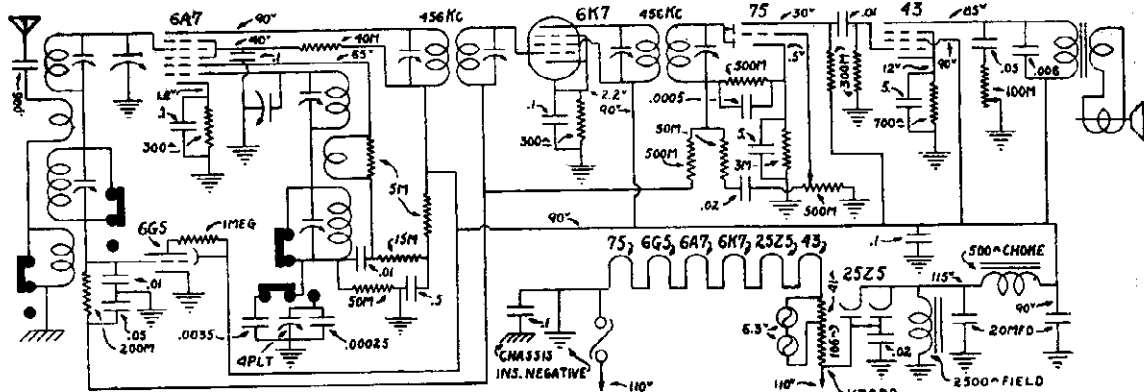 6A7
90ᵛ
456KC
6K7
456KC
75
30ᵛ
.01
43
85ᵛ
40ᵛ
.1
40M
65ᵛ
.5ᵛ
.006
500M
300M
12ᵛ
90ᵛ
.05
.006
.1
300Ω
.1
2.2ᵛ
90ᵛ
300Ω
.0005
50M
500M
5.
3M
5.
700Ω
100M
5M
.02
500M
6G5
1MEG
90ᵛ
75
6G5
6A7
6K7
25Z5
43
.1
500Ω CHOKE
.01
15M
.01
50M
.5
25Z5
115ᵛ
90ᵛ
.05
200M
.0035
4PLT
.00025
.1
CHASSIS
INS. NEGATIVE
110ᵛ
6.3ᵛ
106Ω
110ᵛ
.02
20MFD
2500Ω FIELD